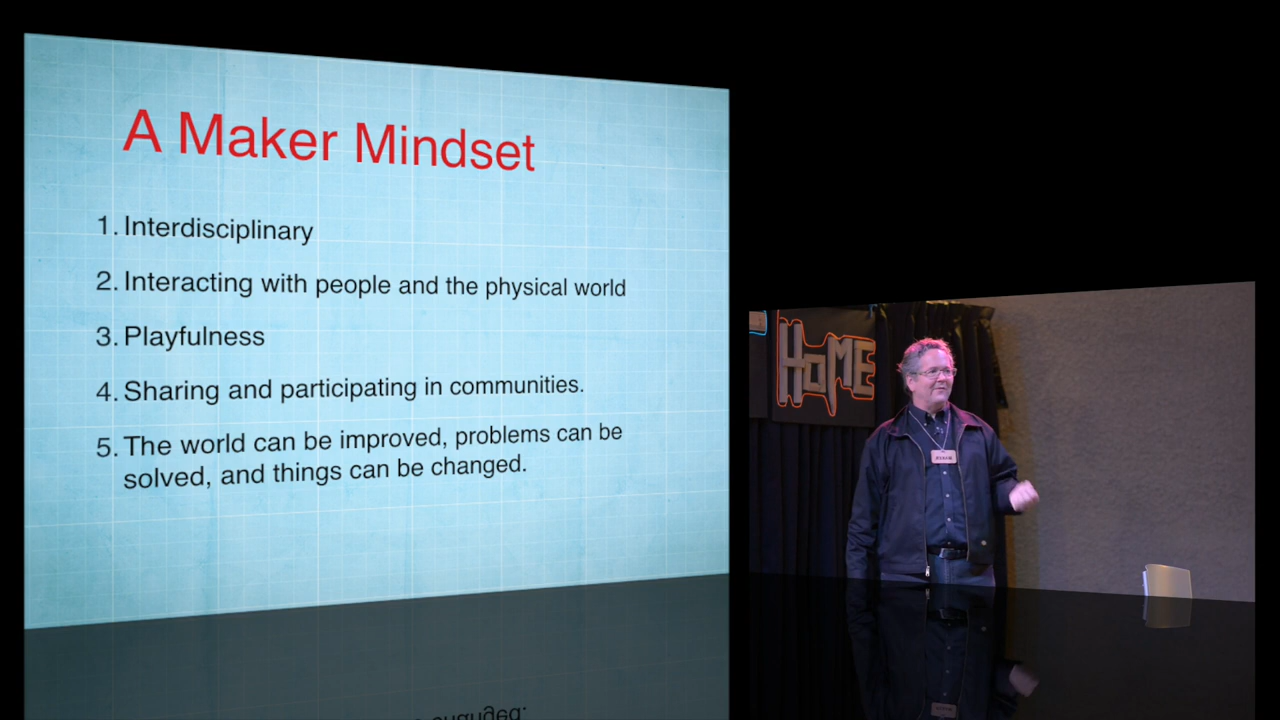 A Maker Mindset
1. Interdisciplinary
2. Interacting with people and the physical world
3. Playfulness
4. Sharing and participating in communities.
5. The world can be improved, problems can be
solved, and things can be changed.
HOME